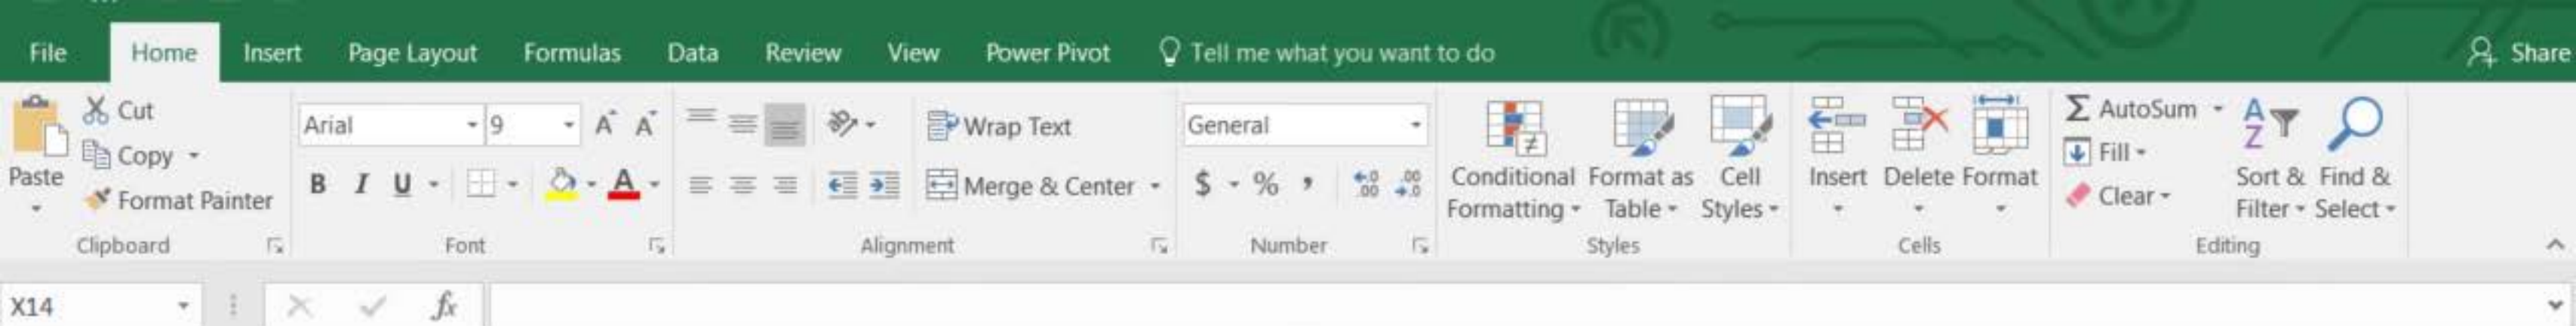 File Home Insert Page Layout Formulas Data Review View Power Pivot Tell me what you want to do Share
Paste
Cut
Copy
Format Painter
Clipboard
Arial 9
B I U
Font
Wrap Text
Merge & Center
Alignment
General
$ % ,
Number
Conditional
Formatting
Format as
Table
Cell
Styles
Styles
Insert
Delete
Format
Cells
AutoSum
Fill
Clear
Sort &
Filter
Find &
Select
Editing
X14 fx